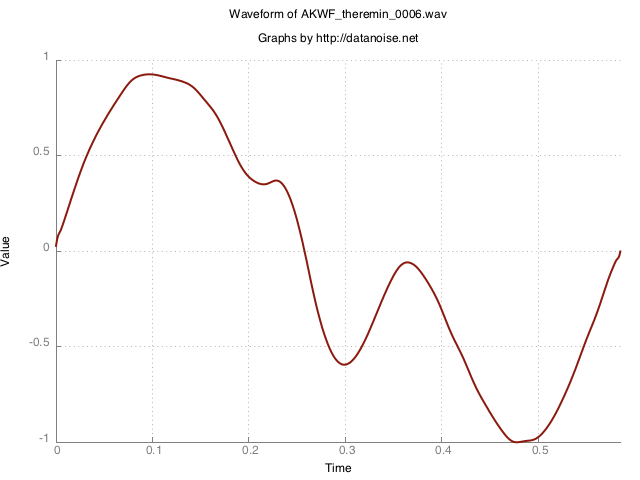 Waveform of AKWF_theremin_0006.wav
Graphs by http://datanoise.net
1
0.5
0
-0.5
-1
Value
0 0.1 0.2 0.3 0.4 0.5
Time